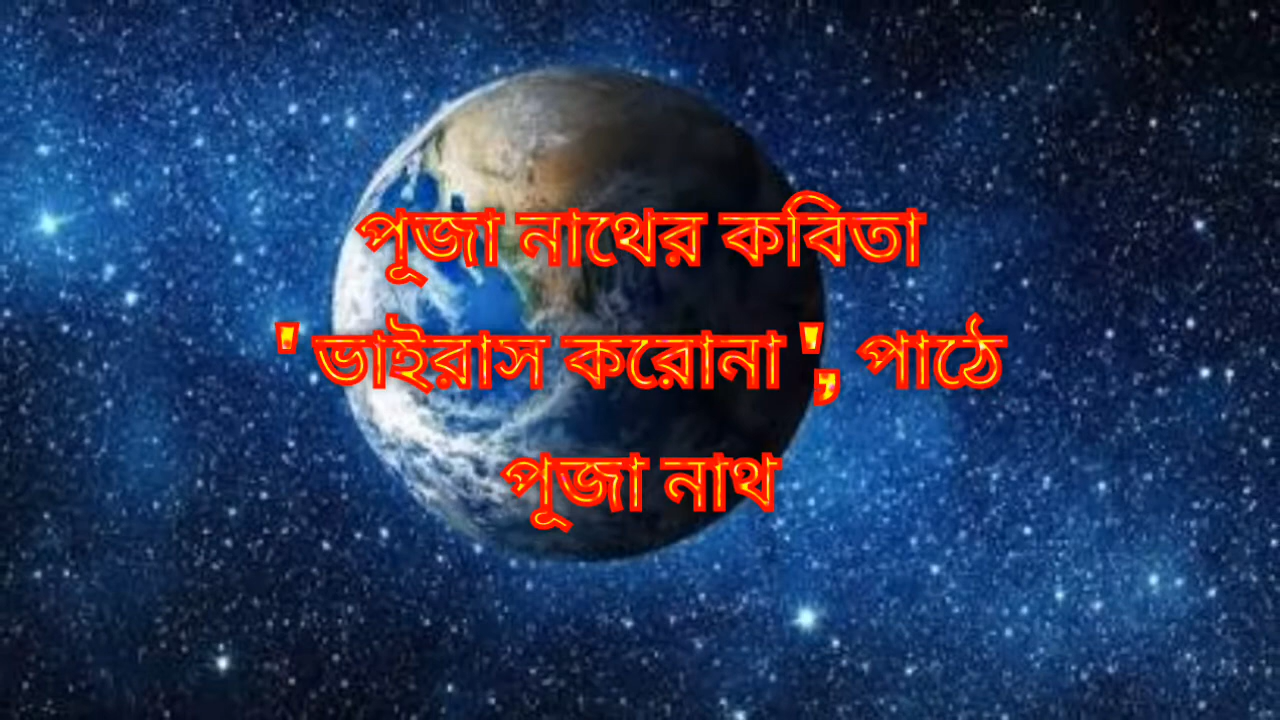 পূজা নাথের কবিতা
' ভাইরাস করোনা ', পাঠে
পূজা নাথ